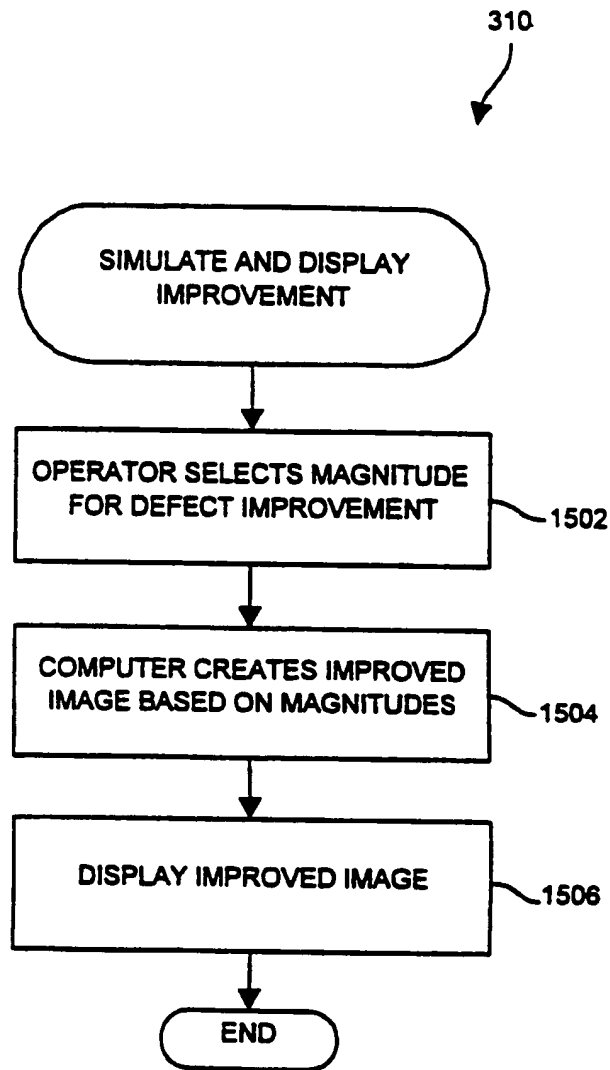 310
SIMULATE AND DISPLAY
IMPROVEMENT
OPERATOR SELECTS MAGNITUDE
FOR DEFECT IMPROVEMENT
1502
COMPUTER CREATES IMPROVED
IMAGE BASED ON MAGNITUDES
1504
DISPLAY IMPROVED IMAGE
1506
END